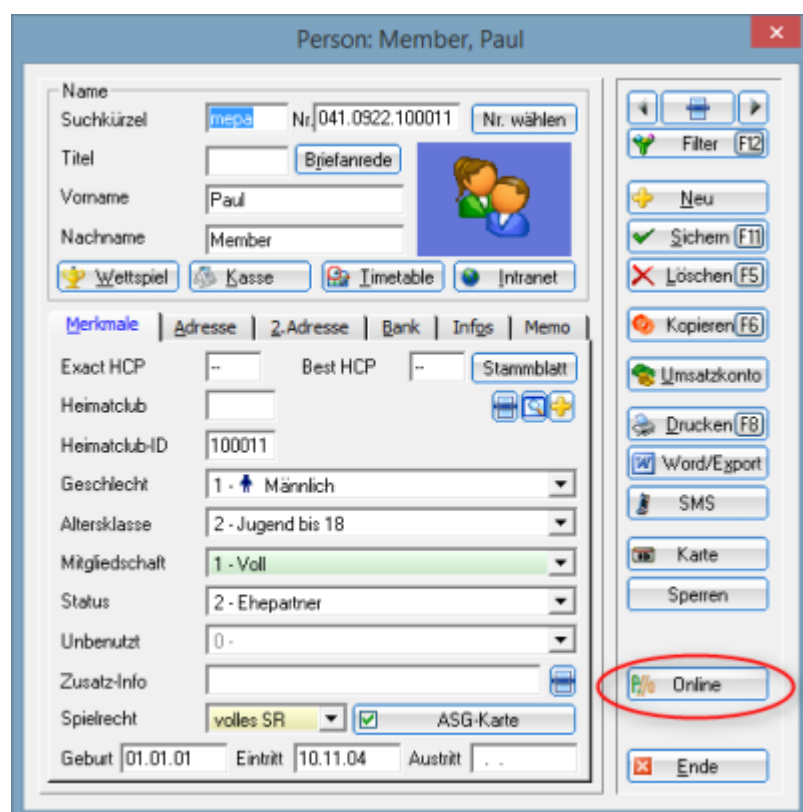 Person: Member, Paul
Name
Suchkürzel mepa Nr. 041.0922.100011 Nr. wählen
Titel Briefanrede
Vorname Paul
Nachname Member
Wettspiel Kasse Timetable Intranet
Merkmale Adresse 2.Adresse Bank Infos Memo
Exact HCP -- Best HCP -- Stammblatt
Heimatclub
Heimatclub-ID 100011
Geschlecht 1 - Männlich
Altersklasse 2 - Jugend bis 18
Mitgliedschaft 1 - Voll
Status 2 - Ehepartner
Unbenutzt 0 -
Zusatz-Info
Spielrecht volles SR ASG-Karte
Geburt 01.01.01 Eintritt 10.11.04 Austritt . .
Filter F12
Neu
Sichern F11
Löschen F5
Kopieren F6
Umsatzkonto
Drucken F8
Word/Export
SMS
Karte
Sperren
Online
Ende